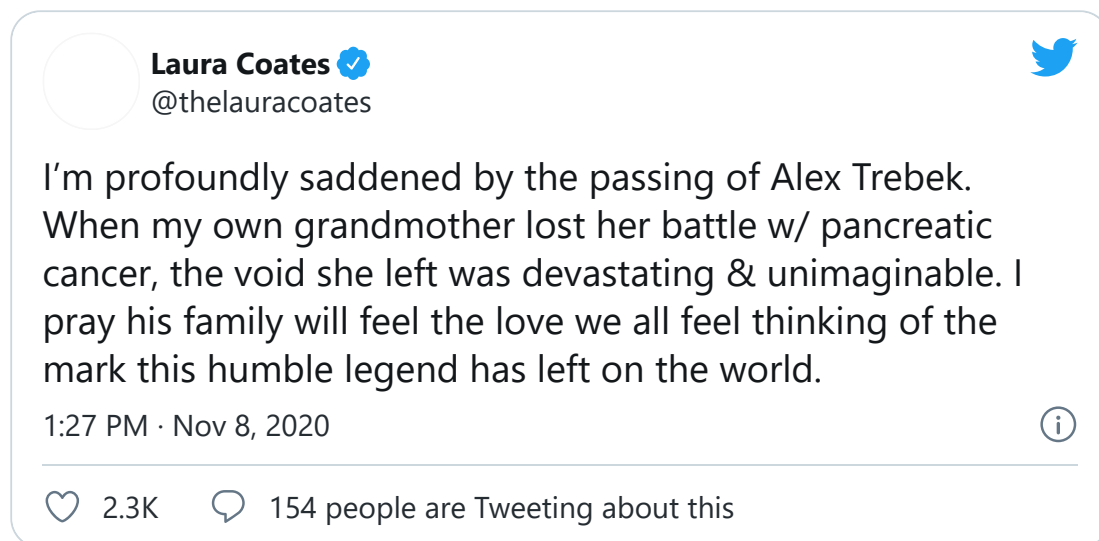 Laura Coates
@thelauracoates
I’m profoundly saddened by the passing of Alex Trebek.
When my own grandmother lost her battle w/ pancreatic
cancer, the void she left was devastating & unimaginable. I
pray his family will feel the love we all feel thinking of the
mark this humble legend has left on the world.
1:27 PM · Nov 8, 2020
2.3K 154 people are Tweeting about this